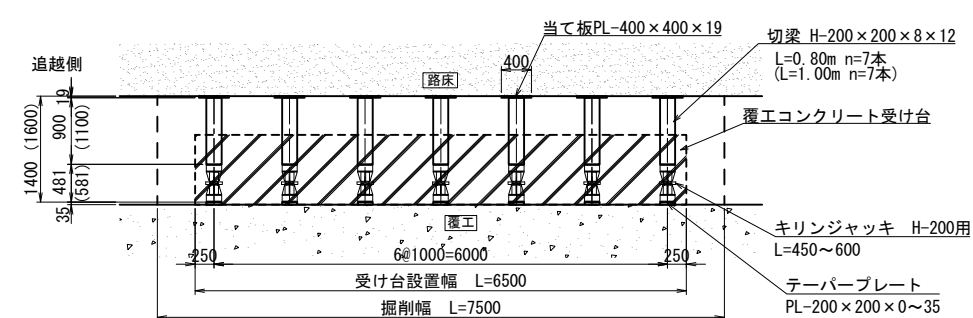 当て板PL-400×400×19
切梁 H-200×200×8×12
L=0.80m n=7本
(L=1.00m n=7本)
追越側
400
路床
覆工コンクリート受け台
19
900
(1100)
1400 (1600)
481
(581)
35
覆工
キリンジャッキ H-200用
L=450～600
250
6@1000=6000
250
受け台設置幅 L=6500
テーパープレート
PL-200×200×0～35
掘削幅 L=7500